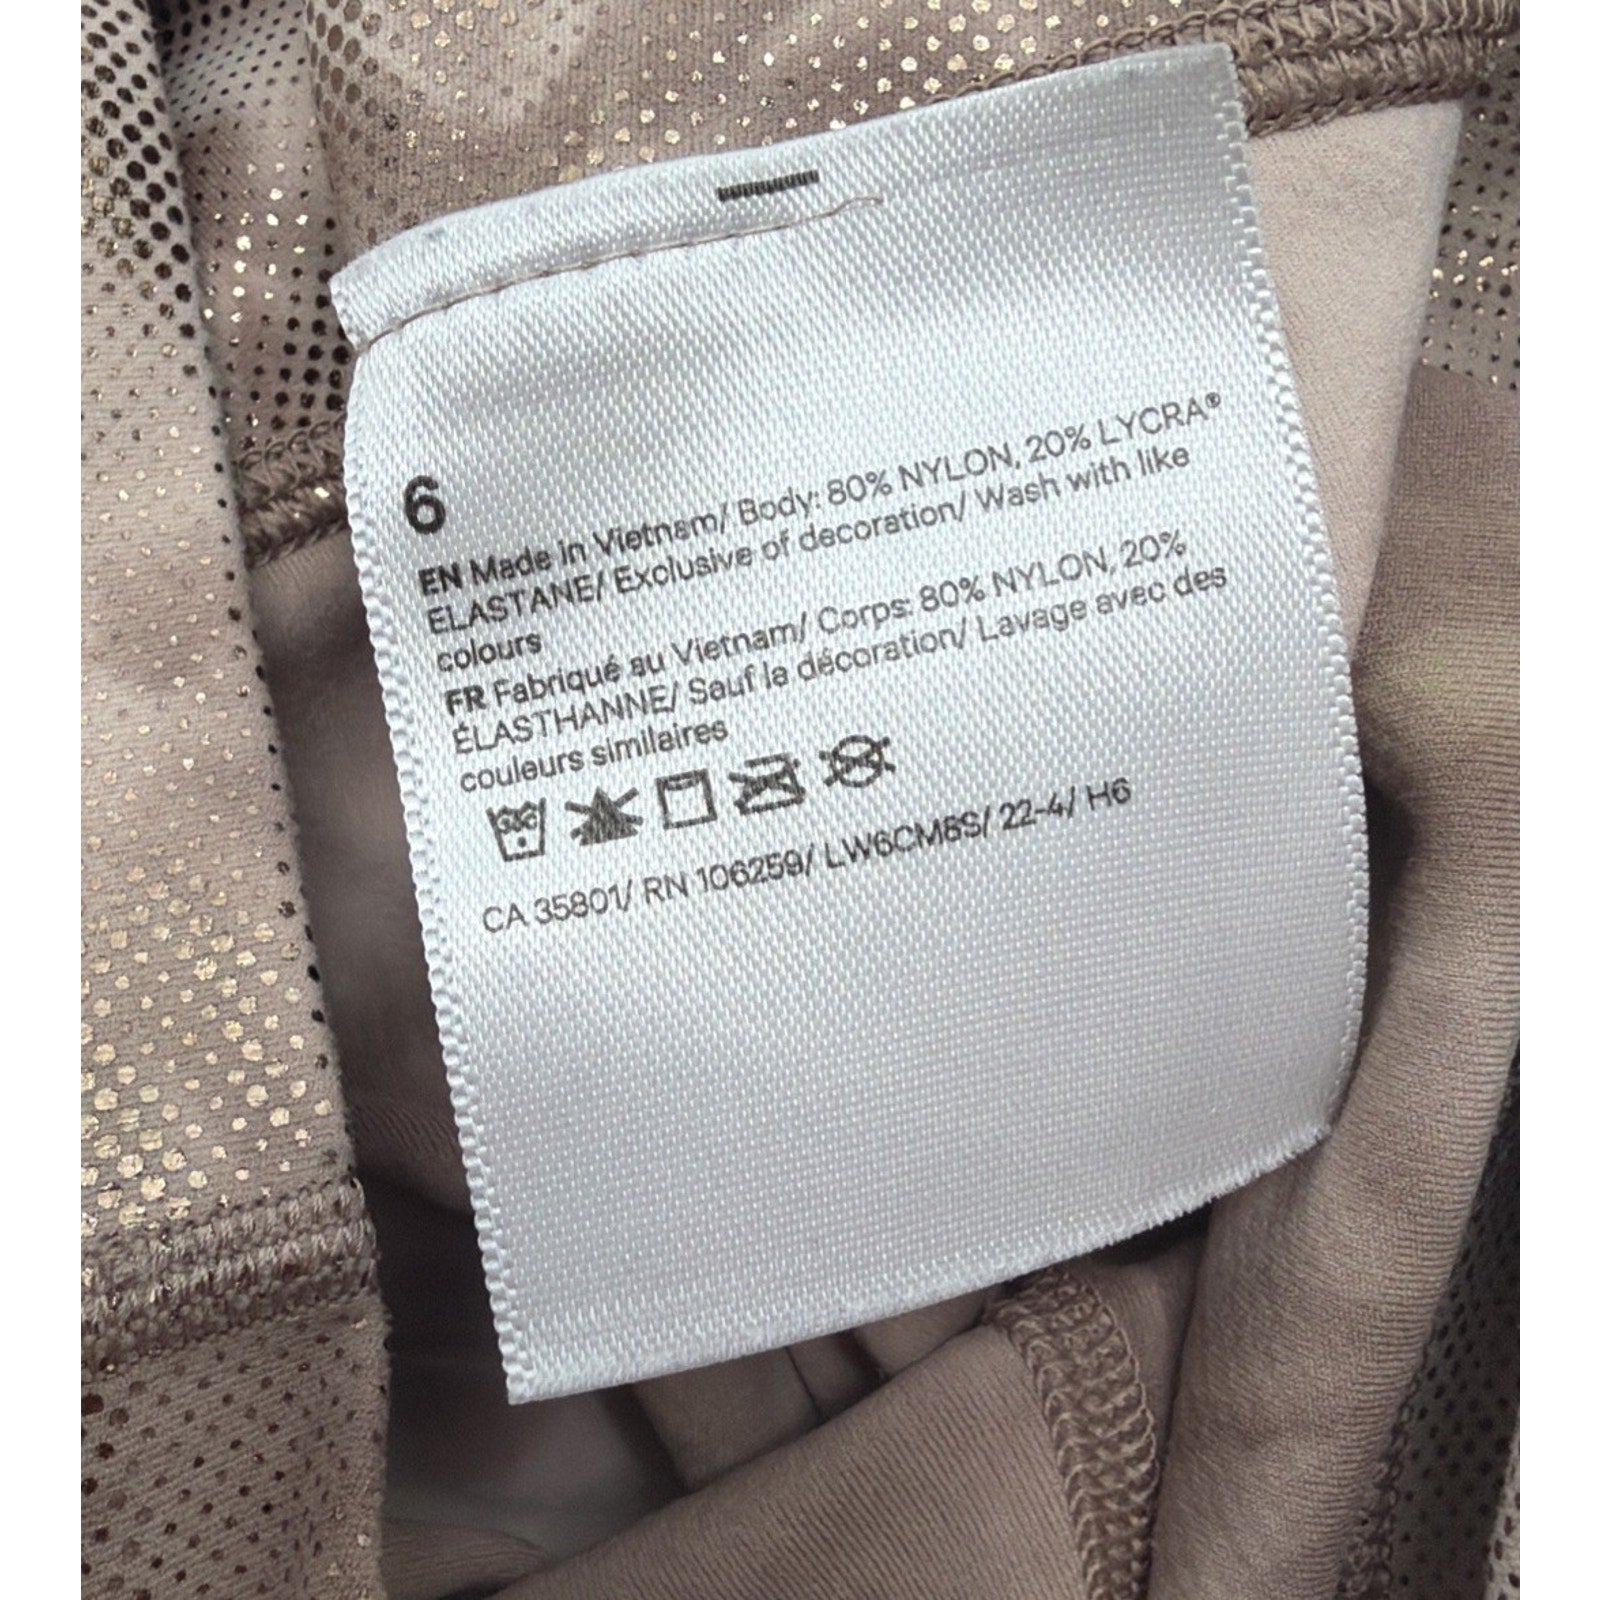 6
EN Made in Vietnam/ Body: 80% NYLON, 20% LYCRA®
ELASTANE/ Exclusive of decoration/ Wash with like
colours
FR Fabriqué au Vietnam/ Corps: 80% NYLON, 20%
ÉLASTHANNE/ Sauf la décoration/ Lavage avec des
couleurs similaires
CA 35801/ RN 106259/ LW6CM8S/ 22-4/ H6